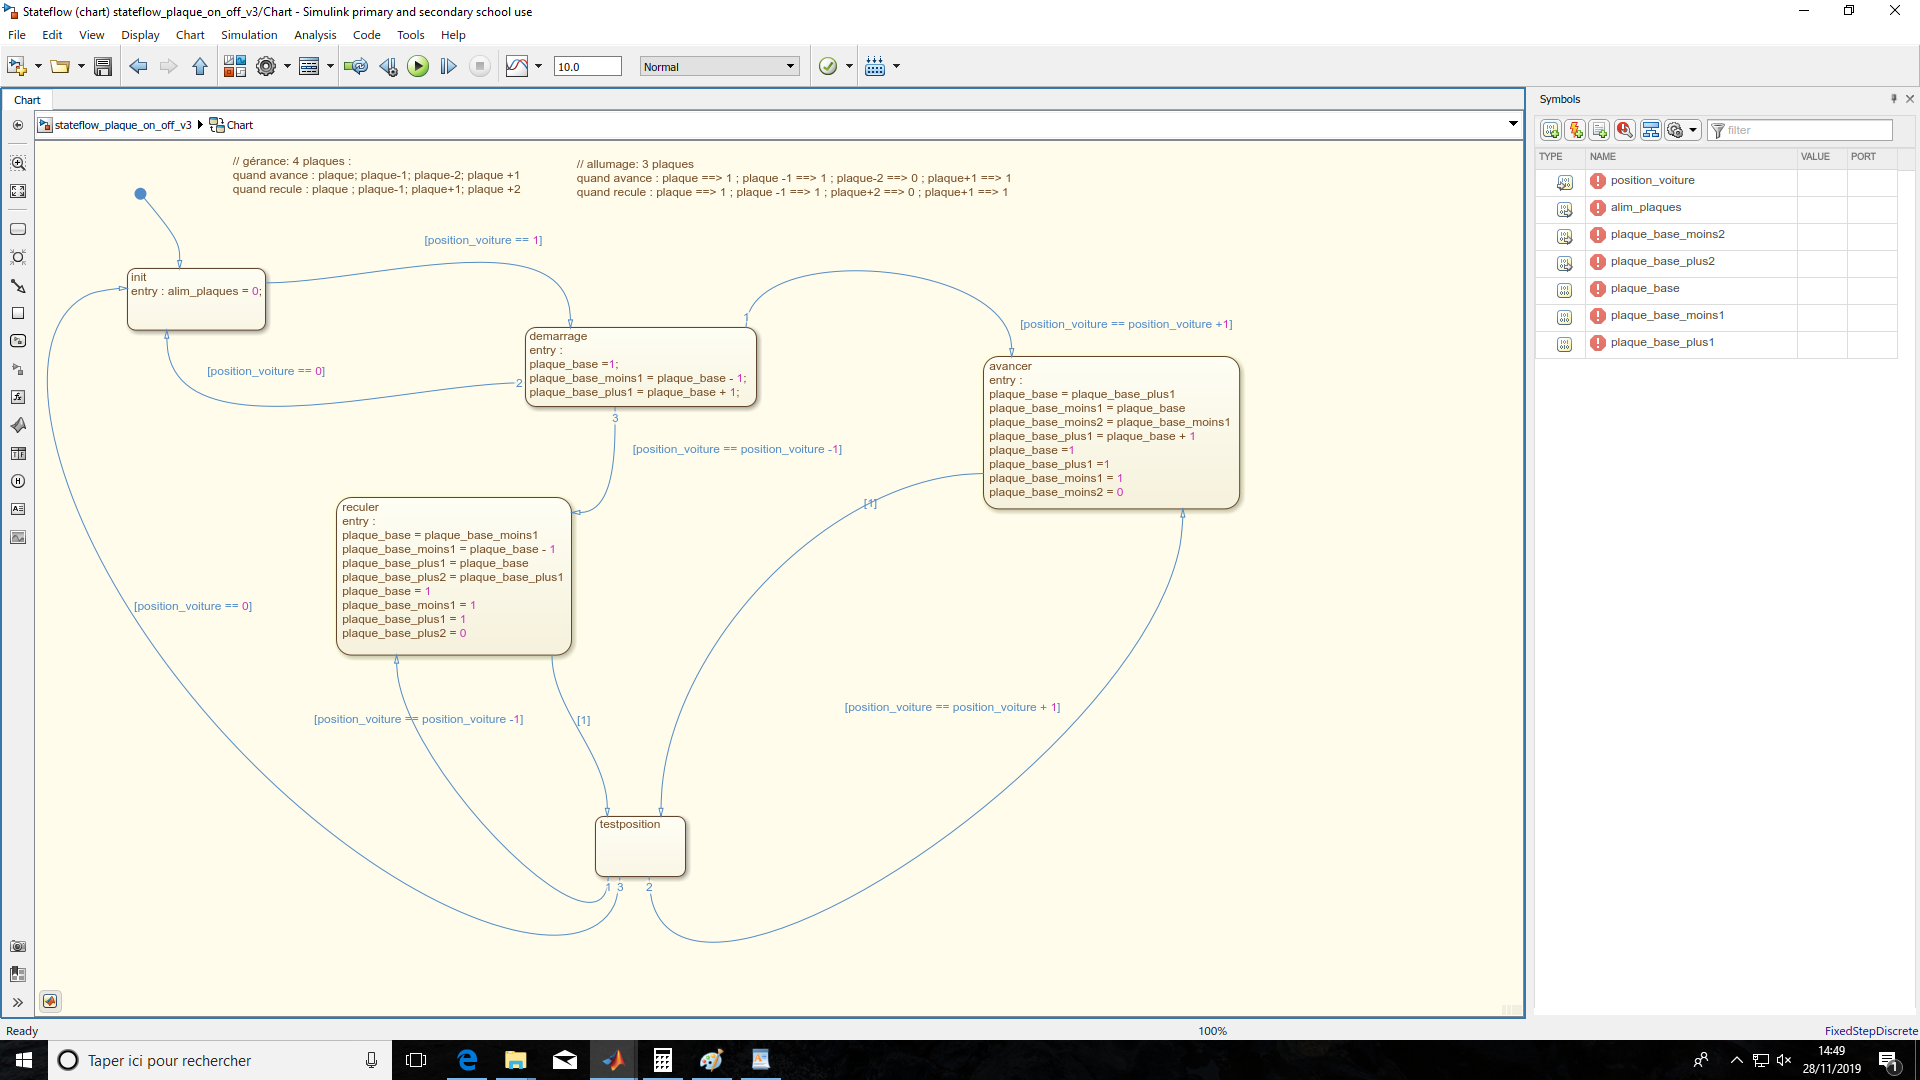 Stateflow (chart) stateflow_plaque_on_off_v3/Chart - Simulink primary and secondary school use
File Edit View Display Chart Simulation Analysis Code Tools Help
10.0
Normal
Chart
stateflow_plaque_on_off_v3 Chart
// gérance: 4 plaques :
quand avance : plaque; plaque-1; plaque-2; plaque +1
quand recule : plaque ; plaque-1; plaque+1; plaque +2
// allumage: 3 plaques
quand avance : plaque ==> 1 ; plaque -1 ==> 1 ; plaque-2 ==> 0 ; plaque+1 ==> 1
quand recule : plaque ==> 1 ; plaque -1 ==> 1 ; plaque+2 ==> 0 ; plaque+1 ==> 1
[position_voiture == 1]
init
entry : alim_plaques = 0;
1
[position_voiture == position_voiture +1]
demarrage
entry :
plaque_base =1;
plaque_base_moins1 = plaque_base - 1;
plaque_base_plus1 = plaque_base + 1;
[position_voiture == 0]
2
3
avancer
entry :
plaque_base = plaque_base_plus1
plaque_base_moins1 = plaque_base
plaque_base_moins2 = plaque_base_moins1
plaque_base_plus1 = plaque_base + 1
plaque_base =1
plaque_base_plus1 =1
plaque_base_moins1 = 1
plaque_base_moins2 = 0
[position_voiture == position_voiture -1]
[1]
reculer
entry :
plaque_base = plaque_base_moins1
plaque_base_moins1 = plaque_base - 1
plaque_base_plus1 = plaque_base
plaque_base_plus2 = plaque_base_plus1
plaque_base = 1
plaque_base_moins1 = 1
plaque_base_plus1 = 1
plaque_base_plus2 = 0
[position_voiture == 0]
[position_voiture == position_voiture -1]
[1]
[position_voiture == position_voiture + 1]
testposition
1 3 2
Symbols
filter
TYPE NAME VALUE PORT
position_voiture
alim_plaques
plaque_base_moins2
plaque_base_plus2
plaque_base
plaque_base_moins1
plaque_base_plus1
Ready
100%
FixedStepDiscrete
Taper ici pour rechercher
14:49
28/11/2019
1